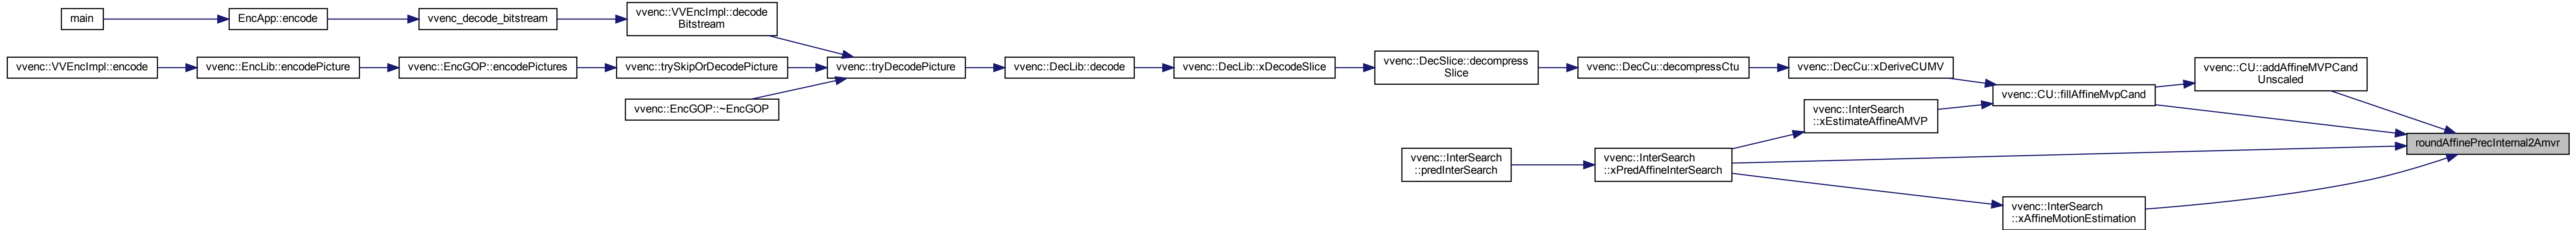 main
EncApp::encode
vvenc_decode_bitstream
vvenc::VVEncImpl::decode
Bitstream
vvenc::VVEncImpl::encode
vvenc::EncLib::encodePicture
vvenc::EncGOP::encodePictures
vvenc::trySkipOrDecodePicture
vvenc::tryDecodePicture
vvenc::DecLib::decode
vvenc::DecLib::xDecodeSlice
vvenc::DecSlice::decompress
Slice
vvenc::DecCu::decompressCtu
vvenc::DecCu::xDeriveCUMV
vvenc::CU::addAffineMVPCand
Unscaled
vvenc::CU::fillAffineMvpCand
vvenc::EncGOP::~EncGOP
vvenc::InterSearch
::xEstimateAffineAMVP
roundAffinePrecInternal2Amvr
vvenc::InterSearch
::predInterSearch
vvenc::InterSearch
::xPredAffineInterSearch
vvenc::InterSearch
::xAffineMotionEstimation